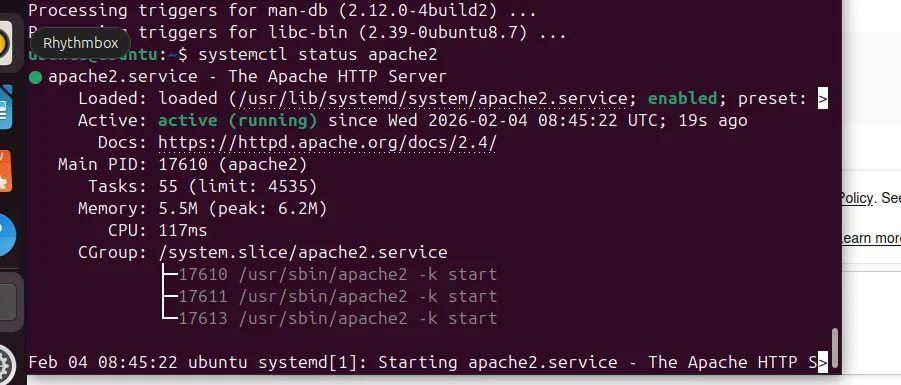 Processing triggers for man-db (2.12.0-4build2) ...
Processing triggers for libc-bin (2.39-0ubuntu8.7) ...
Rhythmbox
ubuntu@ubuntu:~$ systemctl status apache2
● apache2.service - The Apache HTTP Server
Loaded: loaded (/usr/lib/systemd/system/apache2.service; enabled; preset: >
Active: active (running) since Wed 2026-02-04 08:45:22 UTC; 19s ago
Docs: https://httpd.apache.org/docs/2.4/
Main PID: 17610 (apache2)
Tasks: 55 (limit: 4535)
Memory: 5.5M (peak: 6.2M)
CPU: 117ms
CGroup: /system.slice/apache2.service
├─17610 /usr/sbin/apache2 -k start
├─17611 /usr/sbin/apache2 -k start
└─17613 /usr/sbin/apache2 -k start
Feb 04 08:45:22 ubuntu systemd[1]: Starting apache2.service - The Apache HTTP S>
Policy. See
Learn more